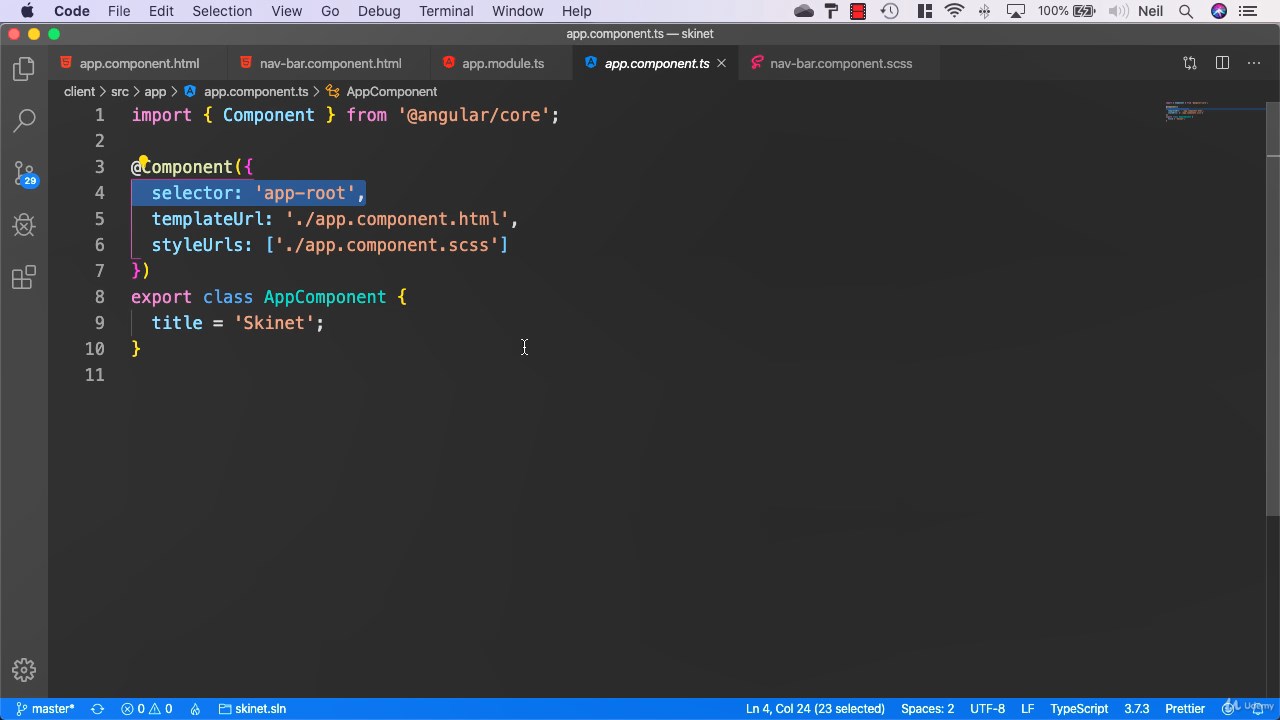 Code File Edit Selection View Go Debug Terminal Window Help 100% Neil
app.component.ts — skinet
app.component.html nav-bar.component.html app.module.ts app.component.ts nav-bar.component.scss
client > src > app > app.component.ts > AppComponent
1 import { Component } from '@angular/core';
2
3 @Component({
4 selector: 'app-root',
5 templateUrl: './app.component.html',
6 styleUrls: ['./app.component.scss']
7 })
8 export class AppComponent {
9 title = 'Skinet';
10 }
11
29
master* 0 0 skinet.sln Ln 4, Col 24 (23 selected) Spaces: 2 UTF-8 LF TypeScript 3.7.3 Prettier
Udemy